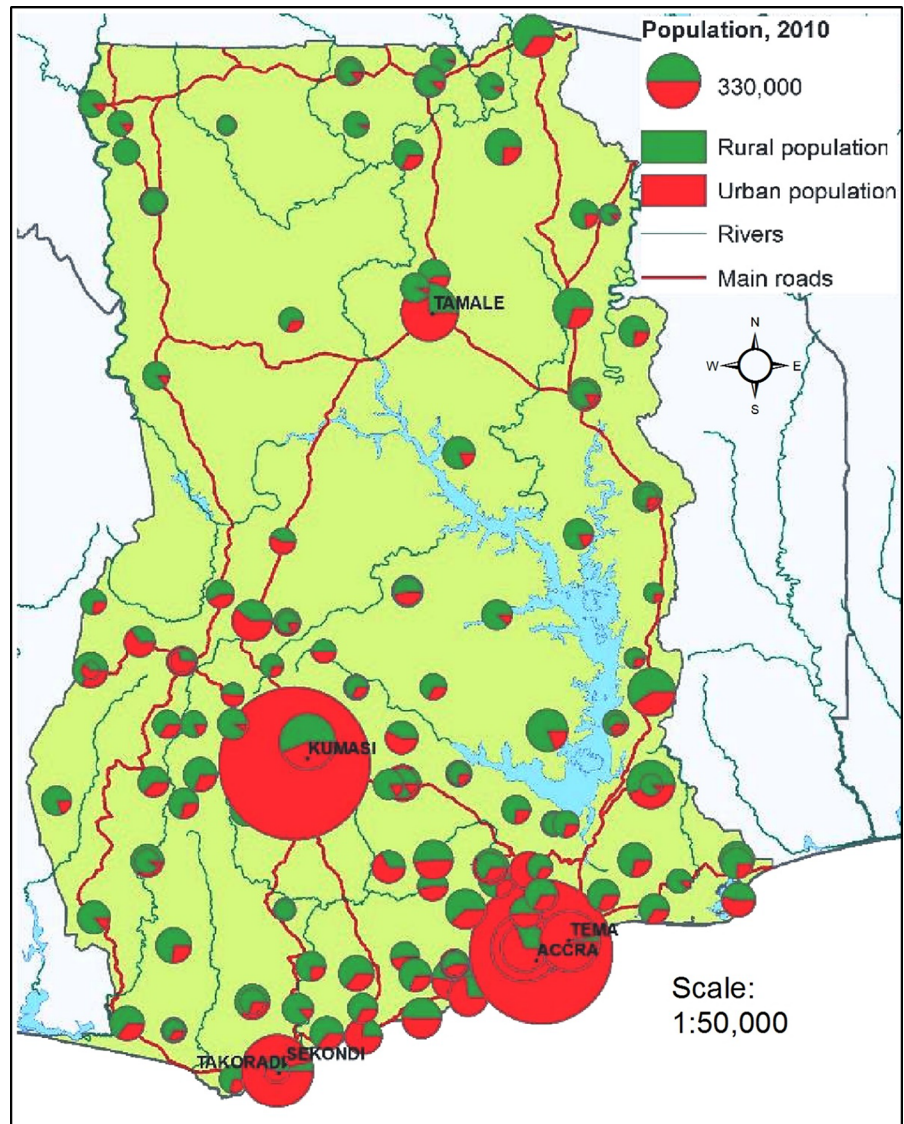 Population, 2010
330,000
Rural population
Urban population
Rivers
Main roads
N
W E
S
TAMALE
KUMASI
TEMA
ACCRA
Scale:
1:50,000
SEKONDI
TAKORADI